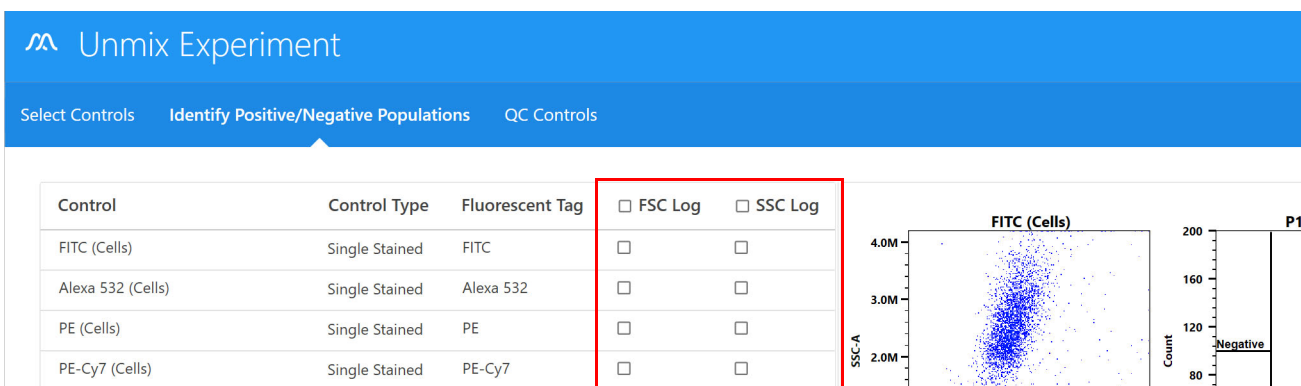 Unmix Experiment
Select Controls Identify Positive/Negative Populations QC Controls
Control Control Type Fluorescent Tag FSC Log SSC Log
FITC (Cells) Single Stained FITC
Alexa 532 (Cells) Single Stained Alexa 532
PE (Cells) Single Stained PE
PE-Cy7 (Cells) Single Stained PE-Cy7
FITC (Cells)
4.0M
3.0M
2.0M
SSC-A
P1
200
160
120
80
Count
Negative